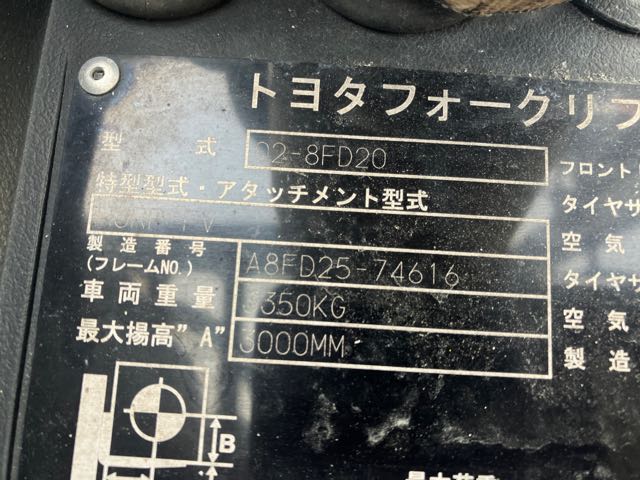 トヨタフォークリフ
型式 02-8FD20 フロント
特型型式・アタッチメント型式 タイヤサ
V 空気
製造番号 A8FD25-74616 タイヤサ
(フレームNO.)
車両重量 3350KG 空気
最大揚高"A" 3000MM 製造
B